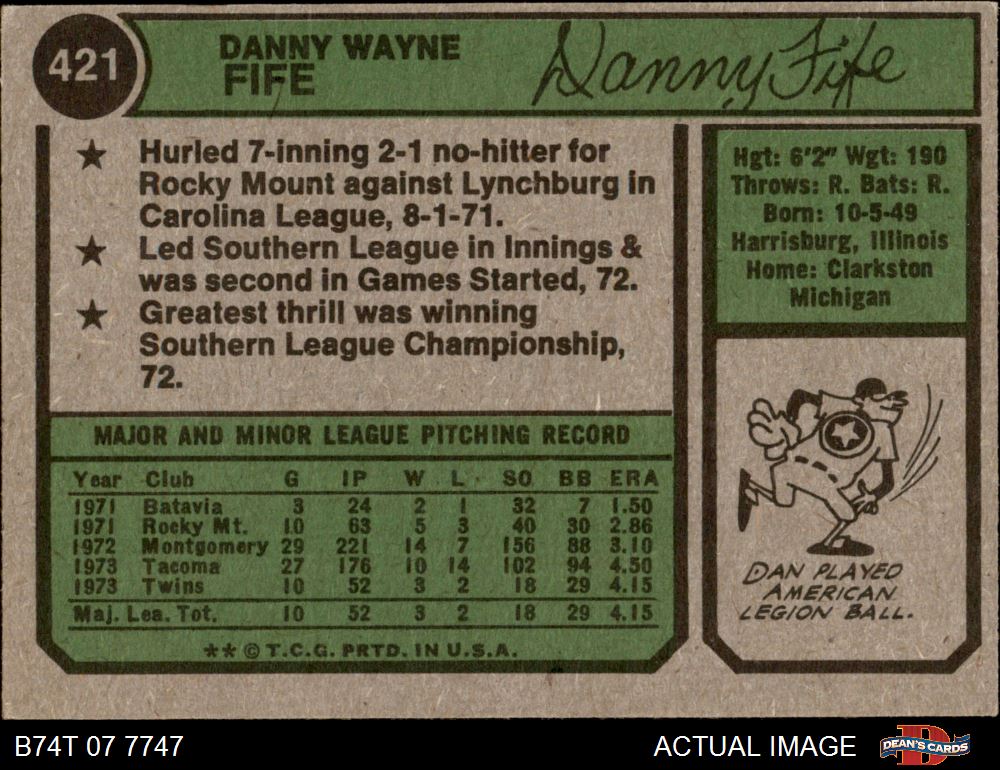 421
DANNY WAYNE
FIFE
Danny Fife
★ Hurled 7-inning 2-1 no-hitter for
Rocky Mount against Lynchburg in
Carolina League, 8-1-71.
★ Led Southern League in Innings &
was second in Games Started, 72.
★ Greatest thrill was winning
Southern League Championship,
72.
Hgt: 6'2" Wgt: 190
Throws: R. Bats: R.
Born: 10-5-49
Harrisburg, Illinois
Home: Clarkston
Michigan
MAJOR AND MINOR LEAGUE PITCHING RECORD
Year Club G IP W L SO BB ERA
1971 Batavia 3 24 2 1 32 7 1.50
1971 Rocky Mt. 10 63 5 3 40 30 2.86
1972 Montgomery 29 221 14 7 156 88 3.10
1973 Tacoma 27 176 10 14 102 94 4.50
1973 Twins 10 52 3 2 18 29 4.15
Maj. Lea. Tot. 10 52 3 2 18 29 4.15
** © T.C.G. PRTD. IN U.S.A.
DAN PLAYED
AMERICAN
LEGION BALL.
B74T 07 7747
ACTUAL IMAGE
DEAN'S CARDS